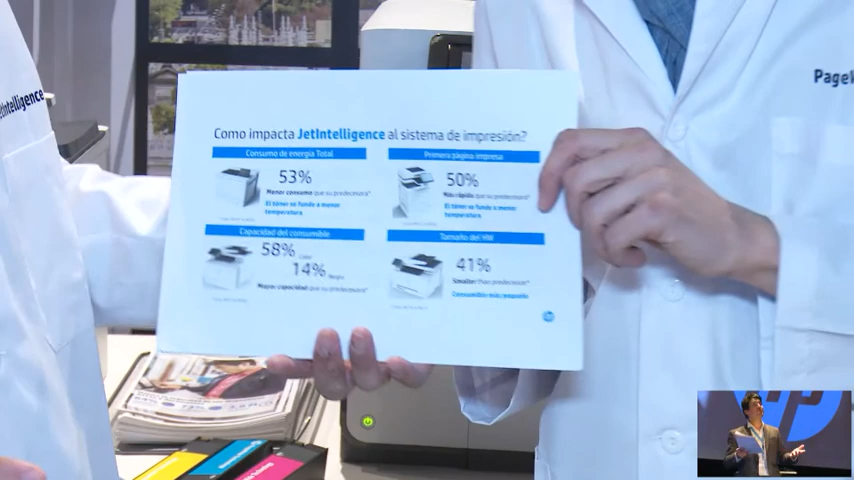 JetIntelligence
PageW
Como impacta JetIntelligence al sistema de impresión?
Consumo de energía Total
53%
Menor consumo que su predecesora*
El tóner se funde a menor
temperatura
Primera página impresa
50%
Más rápida que su predecesora*
El tóner se funde a menor
temperatura
Capacidad del consumible
58%
14% Negro
Mayor capacidad que su predecesora*
Tamaño del HW
41%
Smaller than predecessor*
Consumible más pequeño
hp